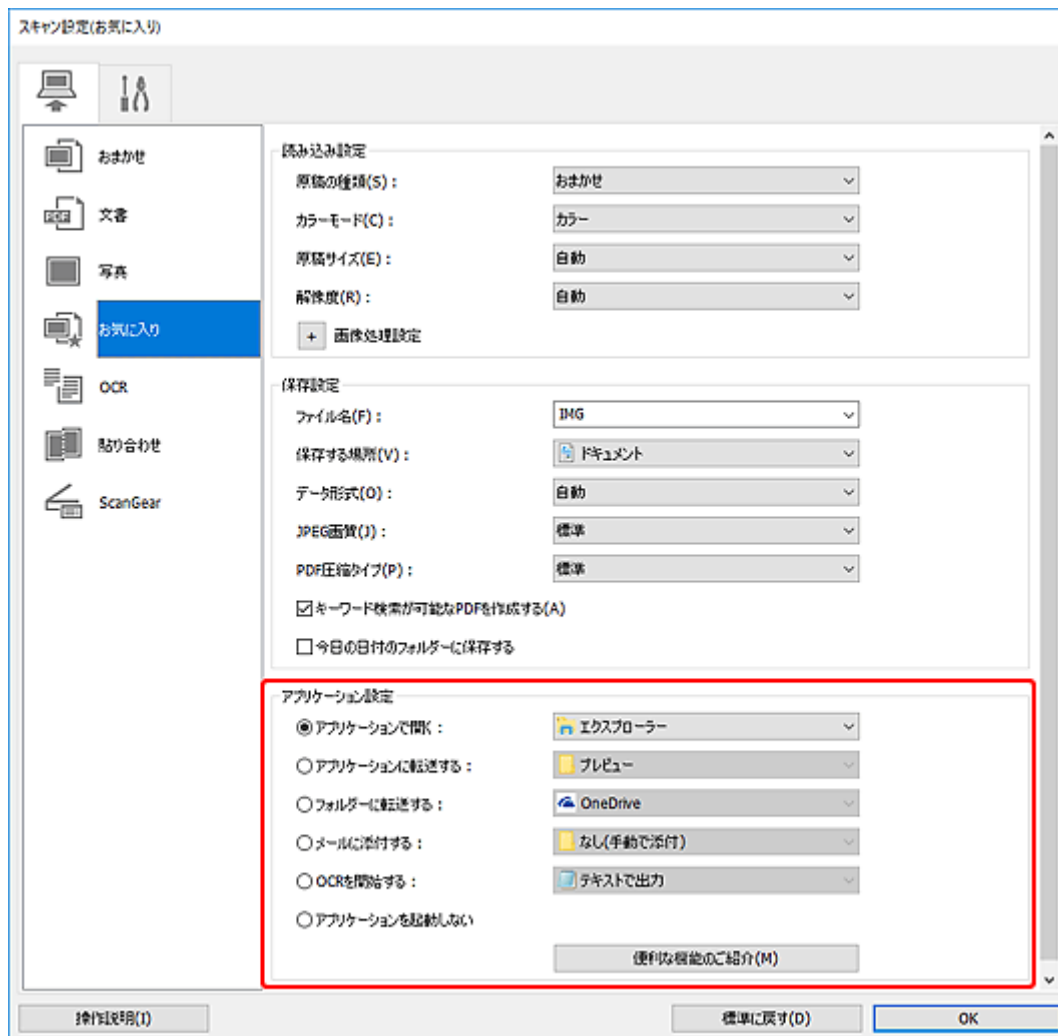 スキャン設定(お気に入り)
おまかせ
PDF
文書
写真
お気に入り
OCR
貼り合わせ
ScanGear
読み込み設定
原稿の種類(S)： おまかせ
カラーモード(C)： カラー
原稿サイズ(E)： 自動
解像度(R)： 自動
+ 画像処理設定
保存設定
ファイル名(F)： IMG
保存する場所(V)： ドキュメント
データ形式(O)： 自動
JPEG画質(J)： 標準
PDF圧縮タイプ(P)： 標準
キーワード検索が可能なPDFを作成する(A)
今日の日付のフォルダーに保存する
アプリケーション設定
アプリケーションで開く： エクスプローラー
アプリケーションに転送する： プレビュー
フォルダーに転送する： OneDrive
メールに添付する： なし(手動で添付)
OCRを開始する： テキストで出力
アプリケーションを起動しない
便利な機能のご紹介(M)
操作説明(I) 標準に戻す(D) OK